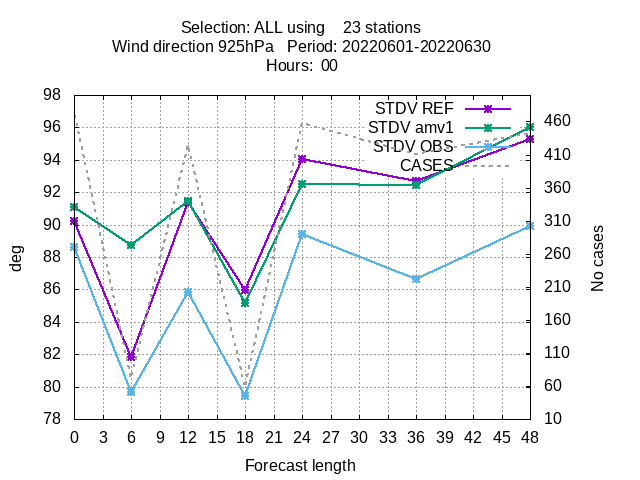 Selection: ALL using    23 stations
Wind direction 925hPa   Period: 20220601-20220630
Hours:  00
98
96
94
92
90
88
86
84
82
80
78
deg
STDV REF
STDV amv1
STDV OBS
CASES
460
410
360
310
260
210
160
110
60
10
No cases
0 3 6 9 12 15 18 21 24 27 30 33 36 39 42 45 48
Forecast length